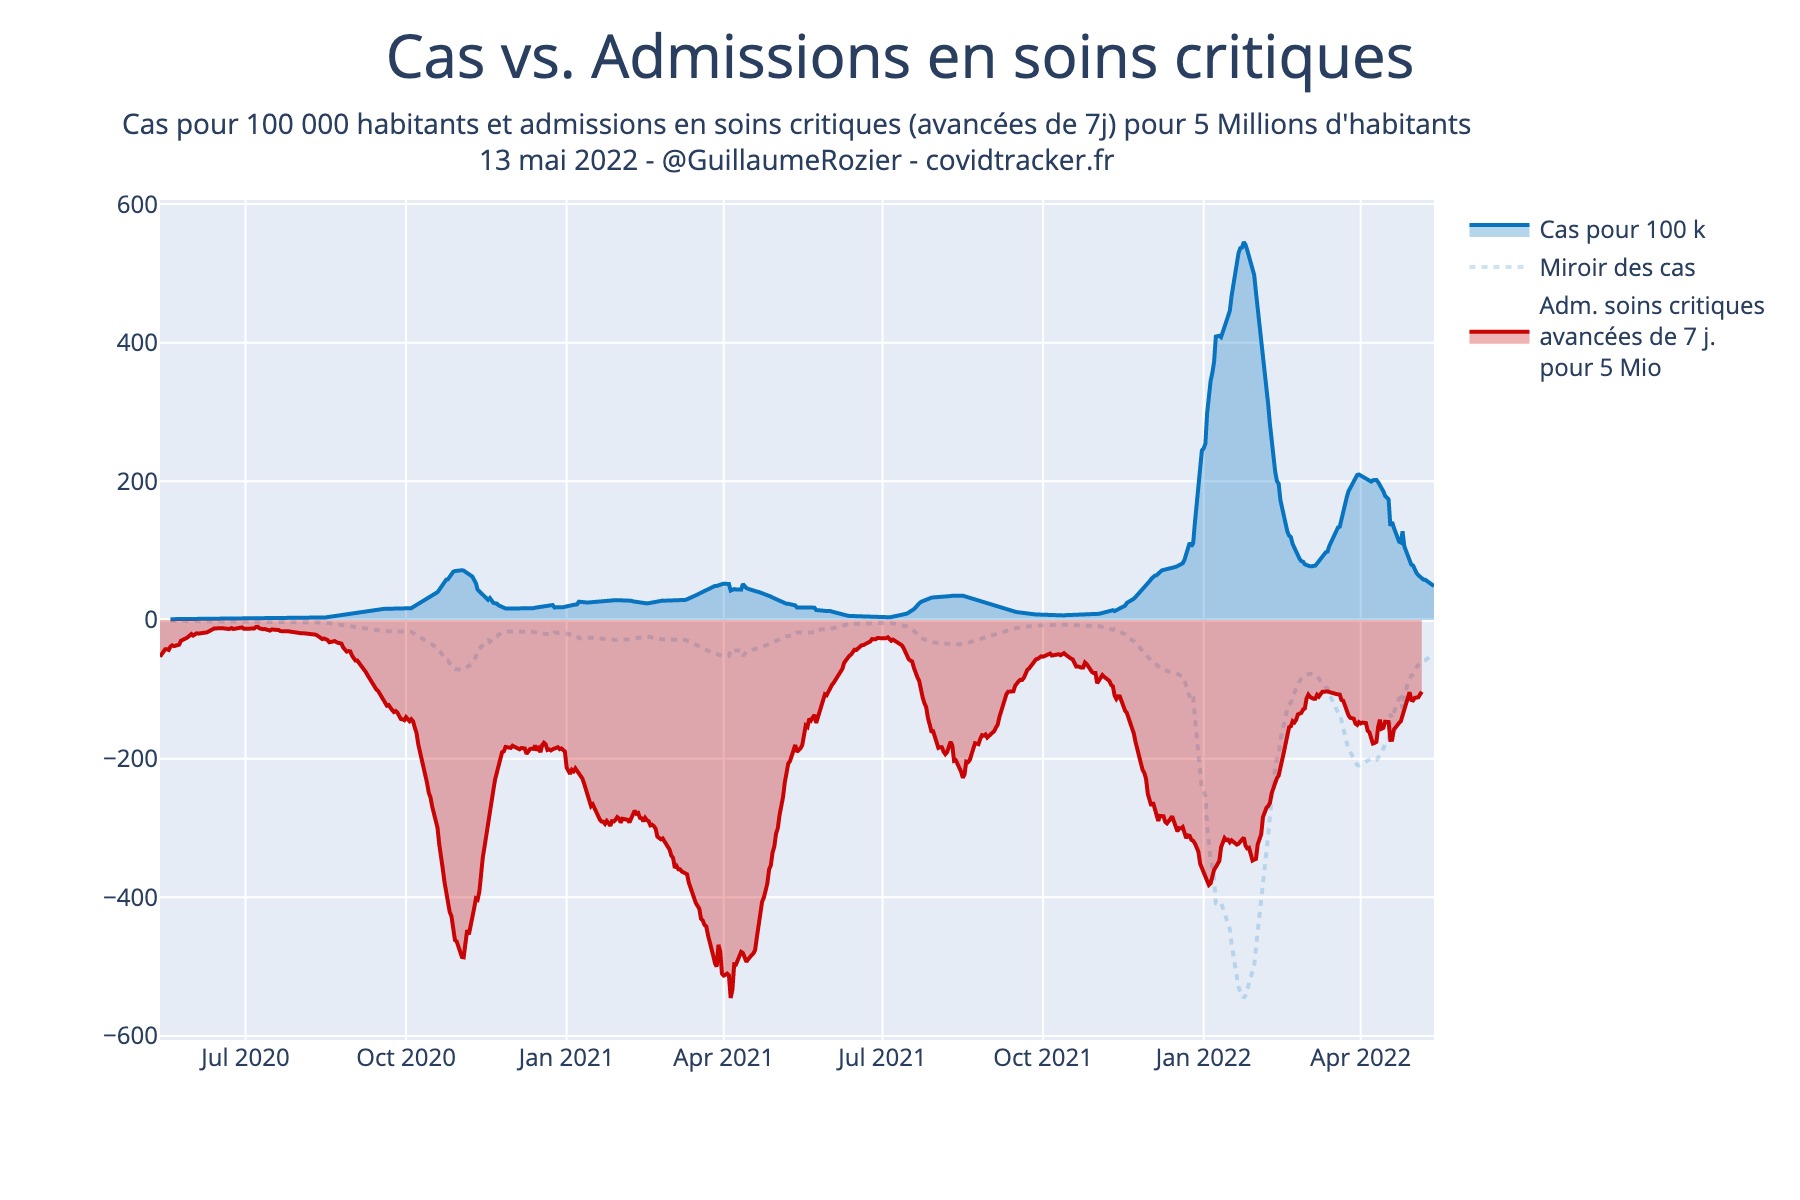 Cas vs. Admissions en soins critiques
Cas pour 100 000 habitants et admissions en soins critiques (avancées de 7j) pour 5 Millions d'habitants
13 mai 2022 - @GuillaumeRozier - covidtracker.fr
600
400
200
0
−200
−400
−600
Jul 2020
Oct 2020
Jan 2021
Apr 2021
Jul 2021
Oct 2021
Jan 2022
Apr 2022
Cas pour 100 k
Miroir des cas
Adm. soins critiques
avancées de 7 j.
pour 5 Mio